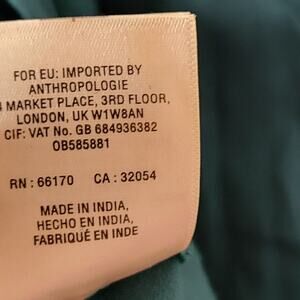 FOR EU: IMPORTED BY
ANTHROPOLOGIE
MARKET PLACE, 3RD FLOOR,
LONDON, UK W1W8AN
CIF: VAT No. GB 684936382
OB585881
RN : 66170 CA : 32054
MADE IN INDIA,
HECHO EN INDIA,
FABRIQUÉ EN INDE